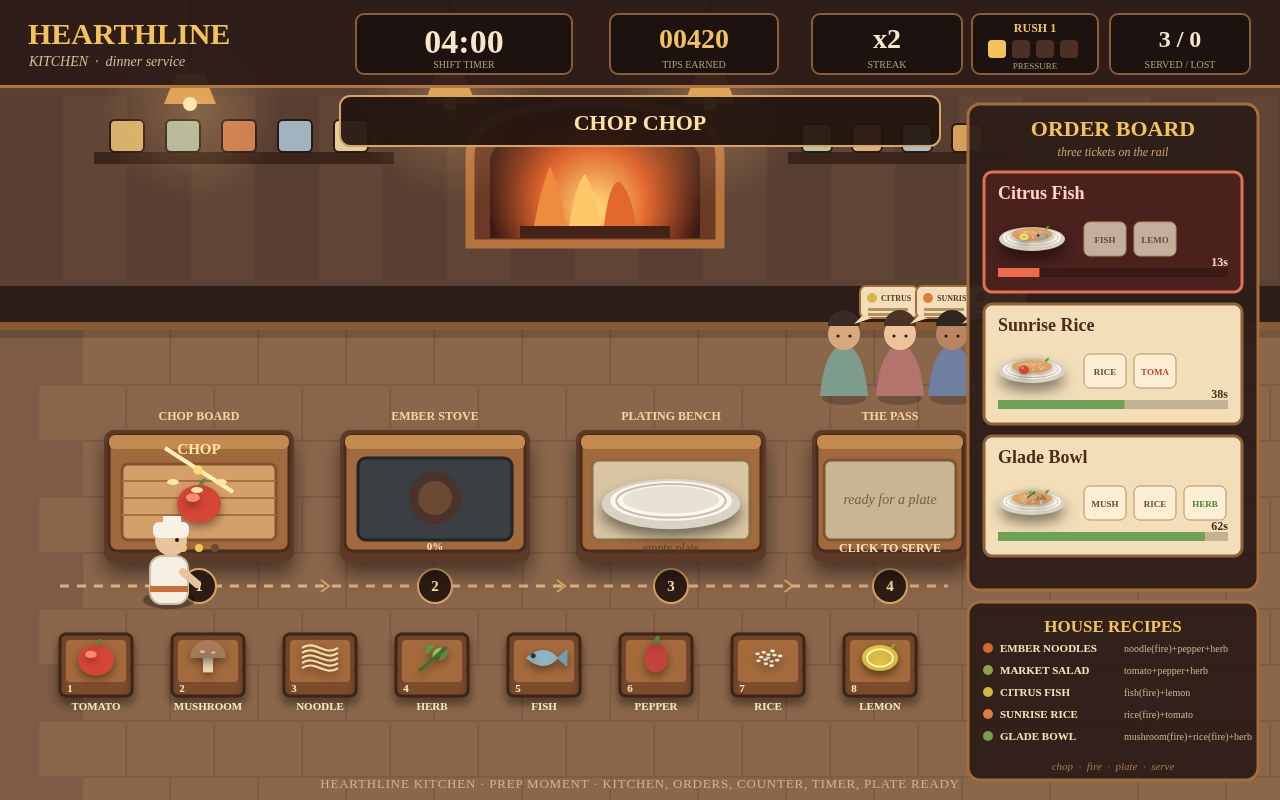 HEARTHLINE
KITCHEN · dinner service
04:00
SHIFT TIMER
00420
TIPS EARNED
x2
STREAK
RUSH 1
PRESSURE
3 / 0
SERVED / LOST
CHOP CHOP
ORDER BOARD
three tickets on the rail
Citrus Fish
FISH
LEMO
13s
Sunrise Rice
RICE
TOMA
38s
Glade Bowl
MUSH
RICE
HERB
62s
CITRUS
SUNRIS
CHOP BOARD
EMBER STOVE
PLATING BENCH
THE PASS
CHOP
0%
empty plate
ready for a plate
CLICK TO SERVE
1
2
3
4
1
2
3
4
5
6
7
8
TOMATO
MUSHROOM
NOODLE
HERB
FISH
PEPPER
RICE
LEMON
HOUSE RECIPES
EMBER NOODLES noodle(fire)+pepper+herb
MARKET SALAD tomato+pepper+herb
CITRUS FISH fish(fire)+lemon
SUNRISE RICE rice(fire)+tomato
GLADE BOWL mushroom(fire)+rice(fire)+herb
chop · fire · plate · serve
HEARTHLINE KITCHEN · PREP MOMENT · KITCHEN, ORDERS, COUNTER, TIMER, PLATE READY